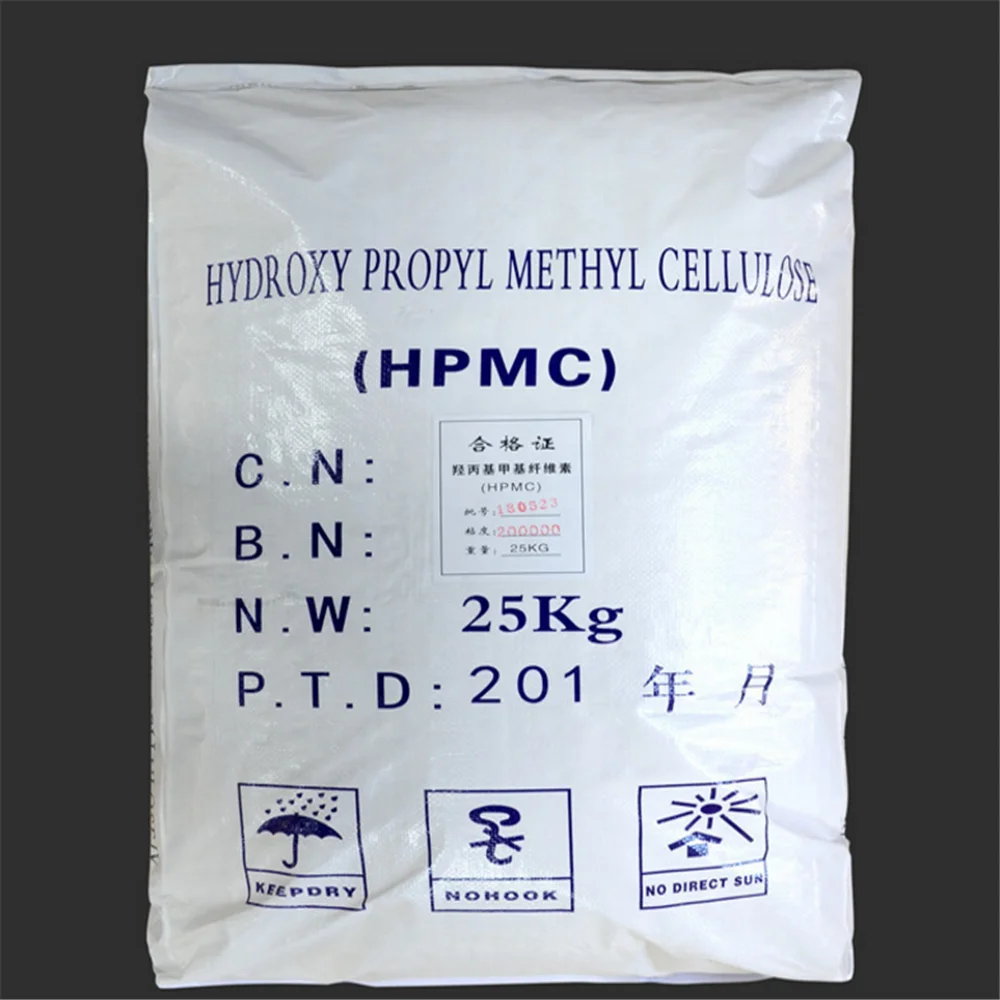 HYDROXY PROPYL METHYL CELLULOSE
(HPMC)
合格证
羟丙基甲基纤维素
(HPMC)
批号:180523
粘度:200000
重量:25KG
C.N:
B.N:
N.W: 25Kg
P.T.D:201 年 月
KEEPDRY
NOHOOK
NO DIRECT SUN